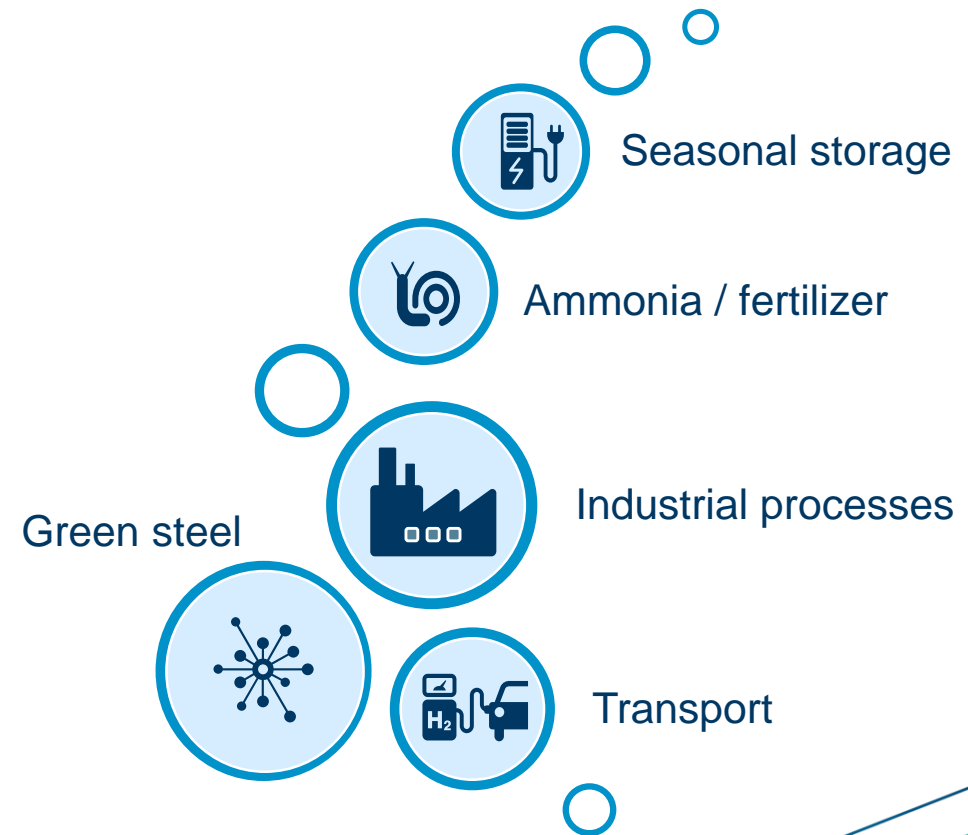 Seasonal storage
Ammonia / fertilizer
Industrial processes
Green steel
H₂
Transport